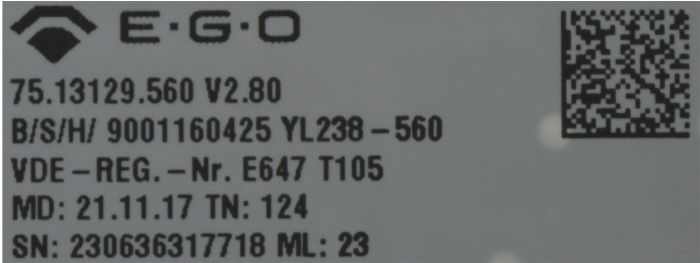 E·G·O
75.13129.560 V2.80
B/S/H/ 9001160425 YL238-560
VDE-REG.-Nr. E647 T105
MD: 21.11.17 TN: 124
SN: 230636317718 ML: 23